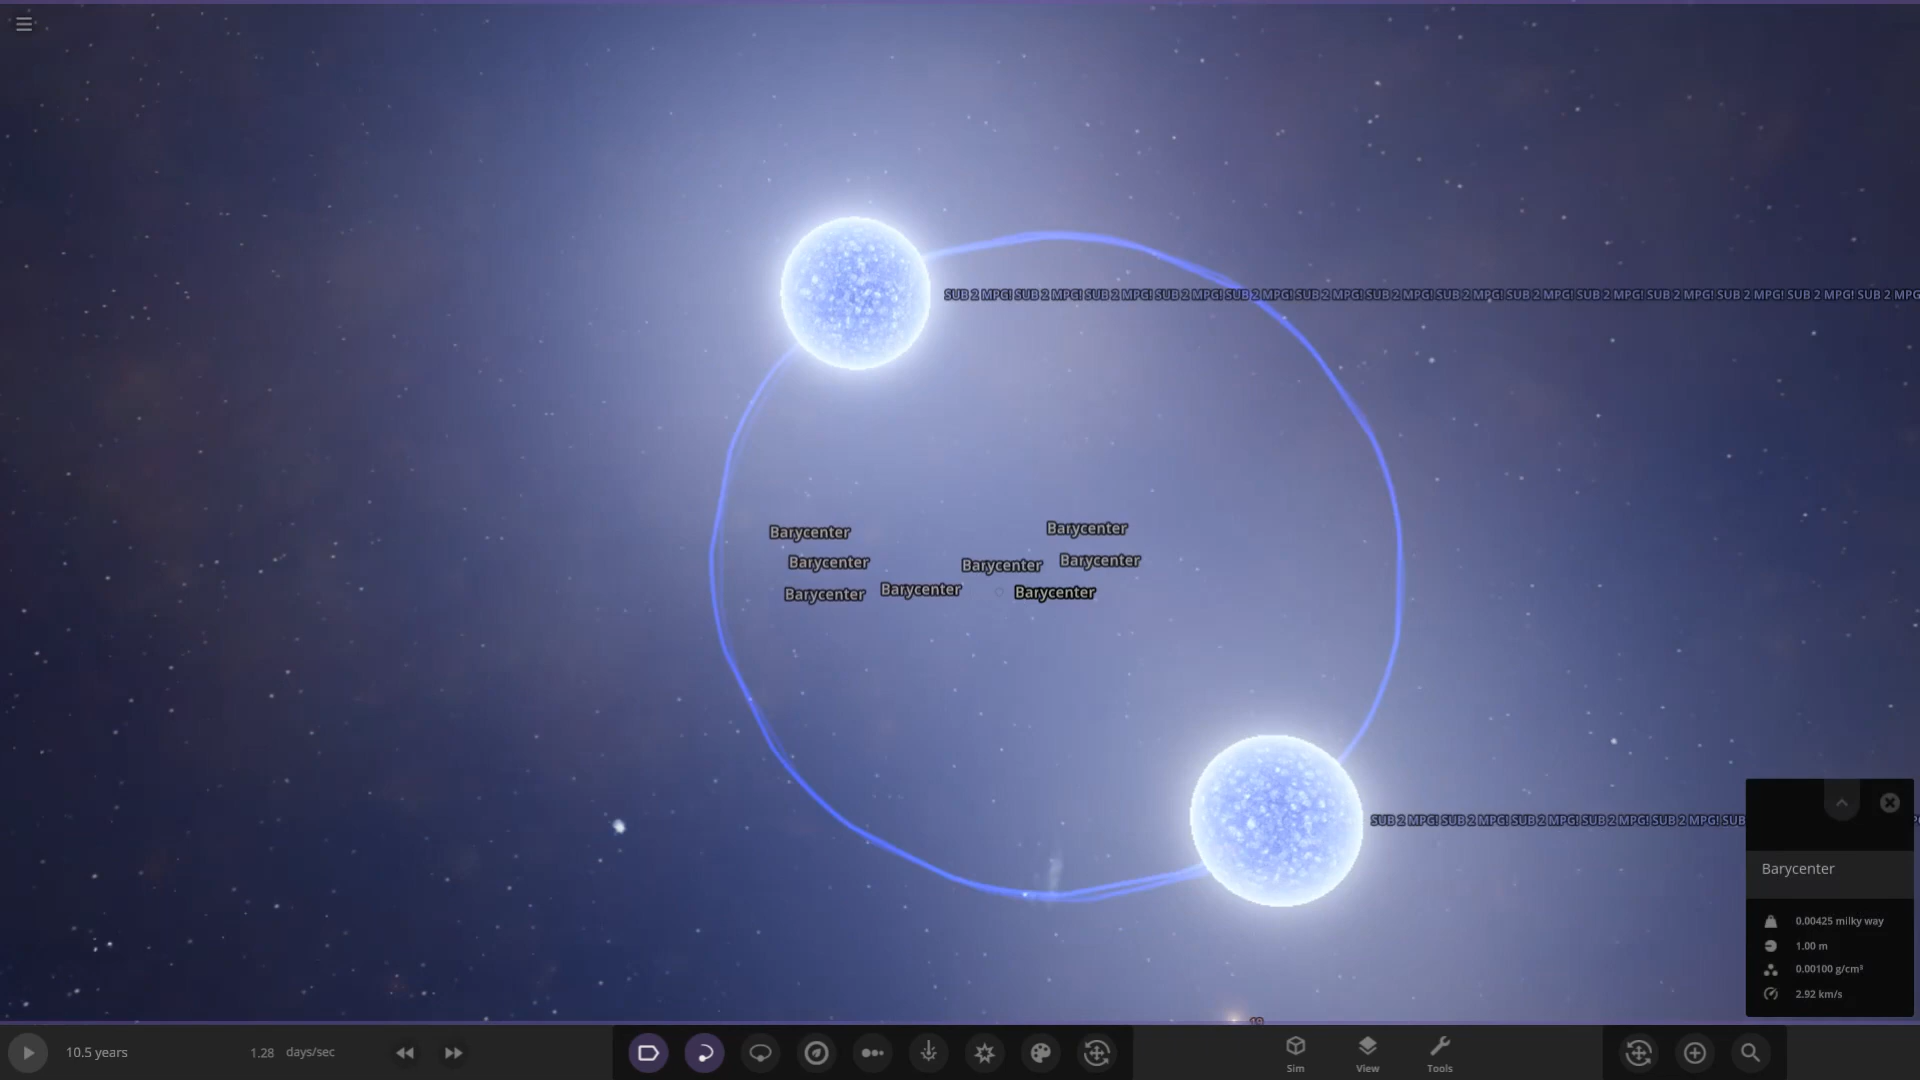 SUB 2 MPG! SUB 2 MPG! SUB 2 MPG! SUB 2 MPG! SUB 2 MPG! SUB 2 MPG! SUB 2 MPG! SUB 2 MPG! SUB 2 MPG! SUB 2 MPG! SUB 2 MPG! SUB 2 MPG! SUB 2 MPG! SUB 2 MPG
Barycenter
Barycenter
Barycenter
Barycenter
Barycenter
Barycenter
Barycenter
Barycenter
SUB 2 MPG! SUB 2 MPG! SUB 2 MPG! SUB 2 MPG! SUB 2 MPG! SUB
Barycenter
0.00425 milky way
1.00 m
0.00100 g/cm³
2.92 km/s
10.5 years
1.28 days/sec
Sim
View
Tools